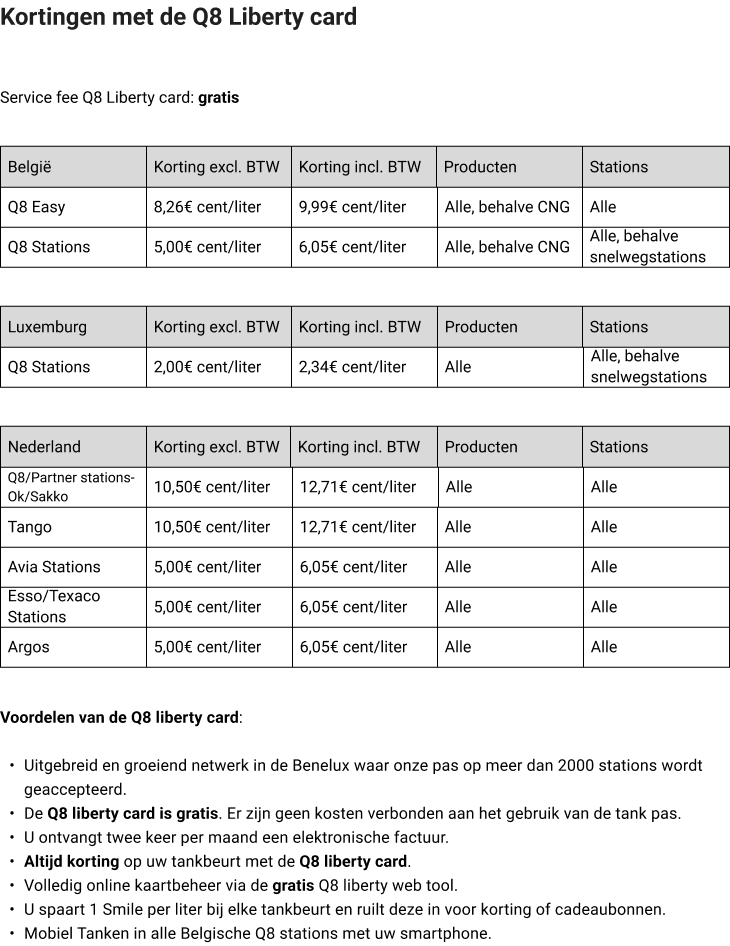 Kortingen met de Q8 Liberty card
Service fee Q8 Liberty card: gratis
België Korting excl. BTW Korting incl. BTW Producten Stations
Q8 Easy 8,26€ cent/liter 9,99€ cent/liter Alle, behalve CNG Alle
Q8 Stations 5,00€ cent/liter 6,05€ cent/liter Alle, behalve CNG Alle, behalve
snelwegstations
Luxemburg Korting excl. BTW Korting incl. BTW Producten Stations
Q8 Stations 2,00€ cent/liter 2,34€ cent/liter Alle Alle, behalve
snelwegstations
Nederland Korting excl. BTW Korting incl. BTW Producten Stations
Q8/Partner stations-
Ok/Sakko 10,50€ cent/liter 12,71€ cent/liter Alle Alle
Tango 10,50€ cent/liter 12,71€ cent/liter Alle Alle
Avia Stations 5,00€ cent/liter 6,05€ cent/liter Alle Alle
Esso/Texaco
Stations 5,00€ cent/liter 6,05€ cent/liter Alle Alle
Argos 5,00€ cent/liter 6,05€ cent/liter Alle Alle
Voordelen van de Q8 liberty card:
• Uitgebreid en groeiend netwerk in de Benelux waar onze pas op meer dan 2000 stations wordt
geaccepteerd.
• De Q8 liberty card is gratis. Er zijn geen kosten verbonden aan het gebruik van de tank pas.
• U ontvangt twee keer per maand een elektronische factuur.
• Altijd korting op uw tankbeurt met de Q8 liberty card.
• Volledig online kaartbeheer via de gratis Q8 liberty web tool.
• U spaart 1 Smile per liter bij elke tankbeurt en ruilt deze in voor korting of cadeaubonnen.
• Mobiel Tanken in alle Belgische Q8 stations met uw smartphone.